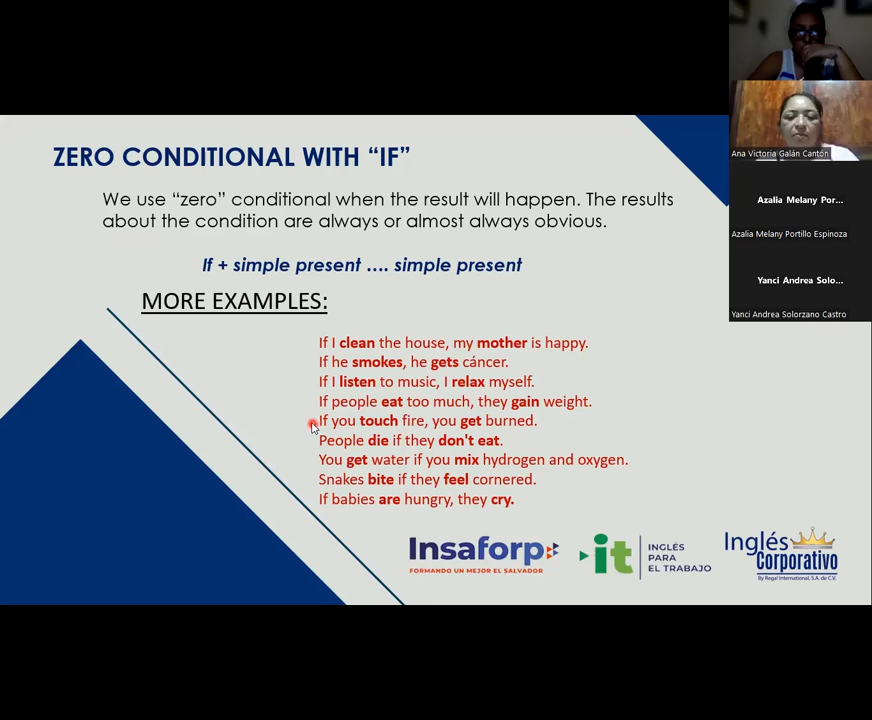 ZERO CONDITIONAL WITH “IF”
We use “zero” conditional when the result will happen. The results
about the condition are always or almost always obvious.
If + simple present .... simple present
MORE EXAMPLES:
If I clean the house, my mother is happy.
If he smokes, he gets cáncer.
If I listen to music, I relax myself.
If people eat too much, they gain weight.
If you touch fire, you get burned.
People die if they don't eat.
You get water if you mix hydrogen and oxygen.
Snakes bite if they feel cornered.
If babies are hungry, they cry.
Insaforp
FORMANDO UN MEJOR EL SALVADOR
it
INGLÉS
PARA
EL TRABAJO
Inglés
Corporativo
By Regal International, S.A. de C.V.
Ana Victoria Galán Cantón
Azalia Melany Por...
Azalia Melany Portillo Espinoza
Yanci Andrea Solo...
Yanci Andrea Solorzano Castro